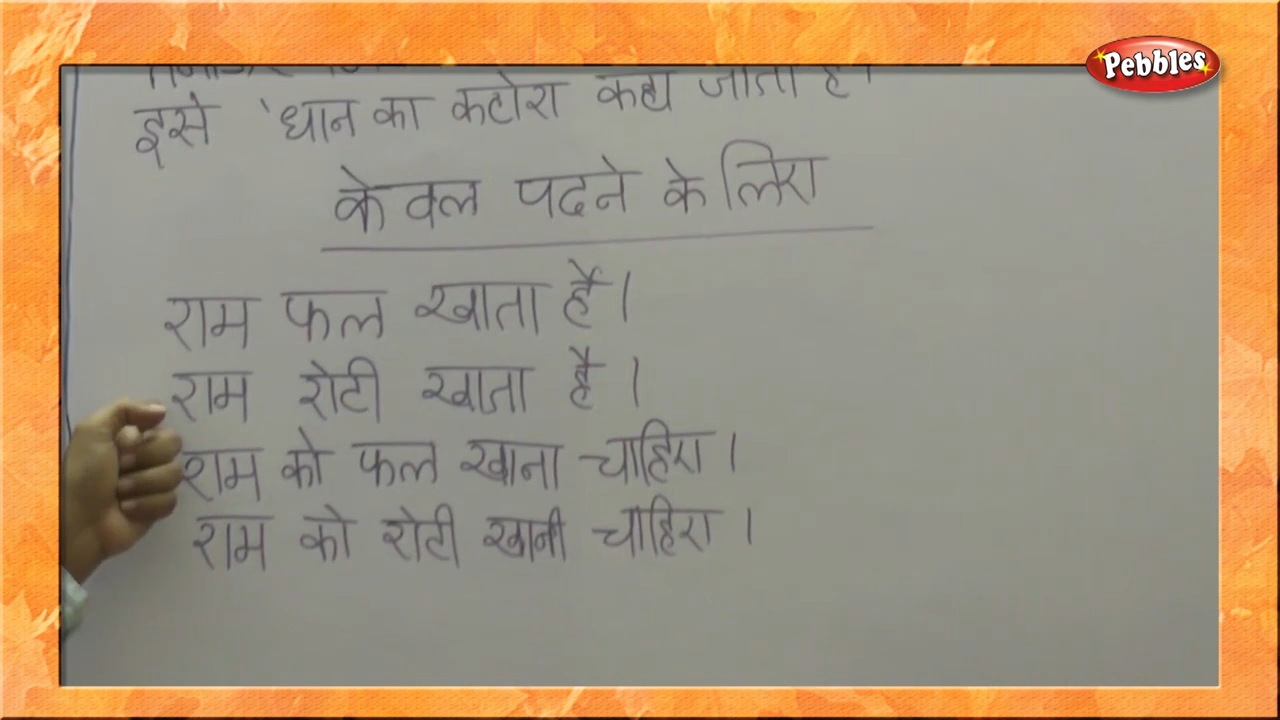 Pebbles
इसे 'धान का कटोरा कहा जाता है।
केवल पढने के लिए
राम फल खाता है।
राम रोटी खाता है।
राम को फल खाना चाहिए।
राम को रोटी खानी चाहिए।